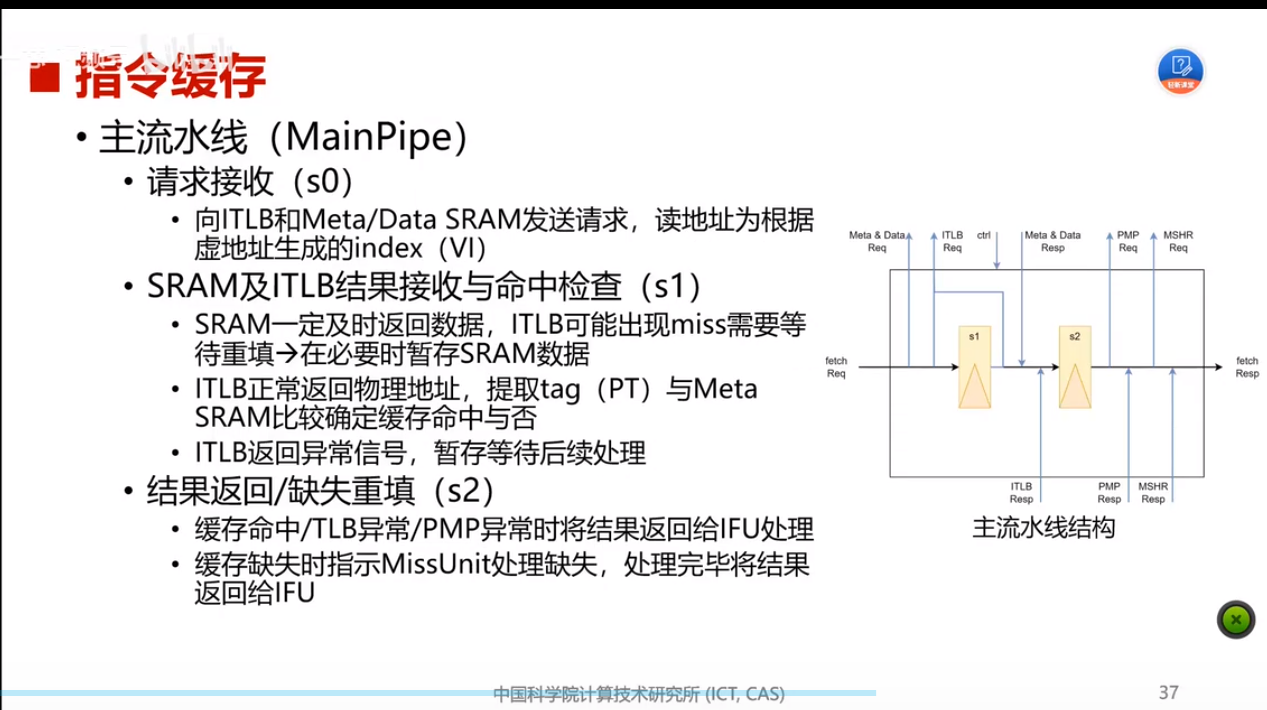 指令缓存
• 主流水线（MainPipe）
• 请求接收（s0）
• 向ITLB和Meta/Data SRAM发送请求，读地址为根据
虚地址生成的index（VI）
• SRAM及ITLB结果接收与命中检查（s1）
• SRAM一定及时返回数据，ITLB可能出现miss需要等
待重填→在必要时暂存SRAM数据
• ITLB正常返回物理地址，提取tag（PT）与Meta
SRAM比较确定缓存命中与否
• ITLB返回异常信号，暂存等待后续处理
• 结果返回/缺失重填（s2）
• 缓存命中/TLB异常/PMP异常时将结果返回给IFU处理
• 缓存缺失时指示MissUnit处理缺失，处理完毕将结果
返回给IFU
轻新课堂
Meta & Data
Req
ITLB
Req
ctrl
Meta & Data
Resp
PMP
Req
MSHR
Req
s1
s2
fetch
Req
fetch
Resp
ITLB
Resp
PMP
Resp
MSHR
Resp
主流水线结构
中国科学院计算技术研究所 (ICT, CAS)
37